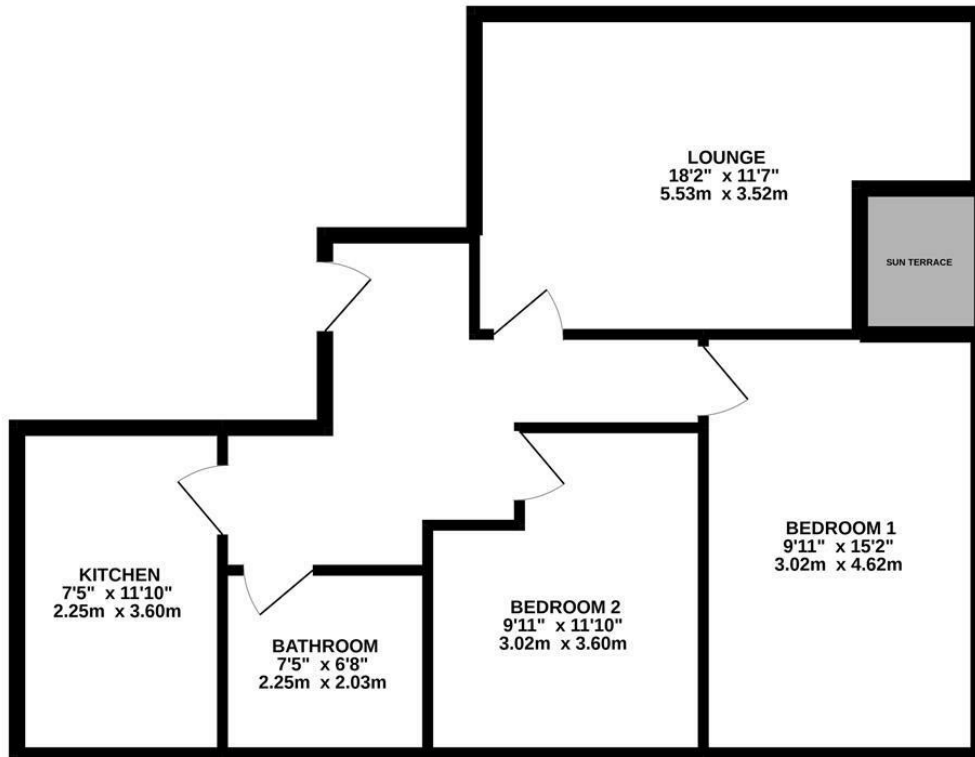 LOUNGE
18'2" x 11'7"
5.53m x 3.52m
SUN TERRACE
BEDROOM 1
9'11" x 15'2"
3.02m x 4.62m
KITCHEN
7'5" x 11'10"
2.25m x 3.60m
BEDROOM 2
9'11" x 11'10"
3.02m x 3.60m
BATHROOM
7'5" x 6'8"
2.25m x 2.03m